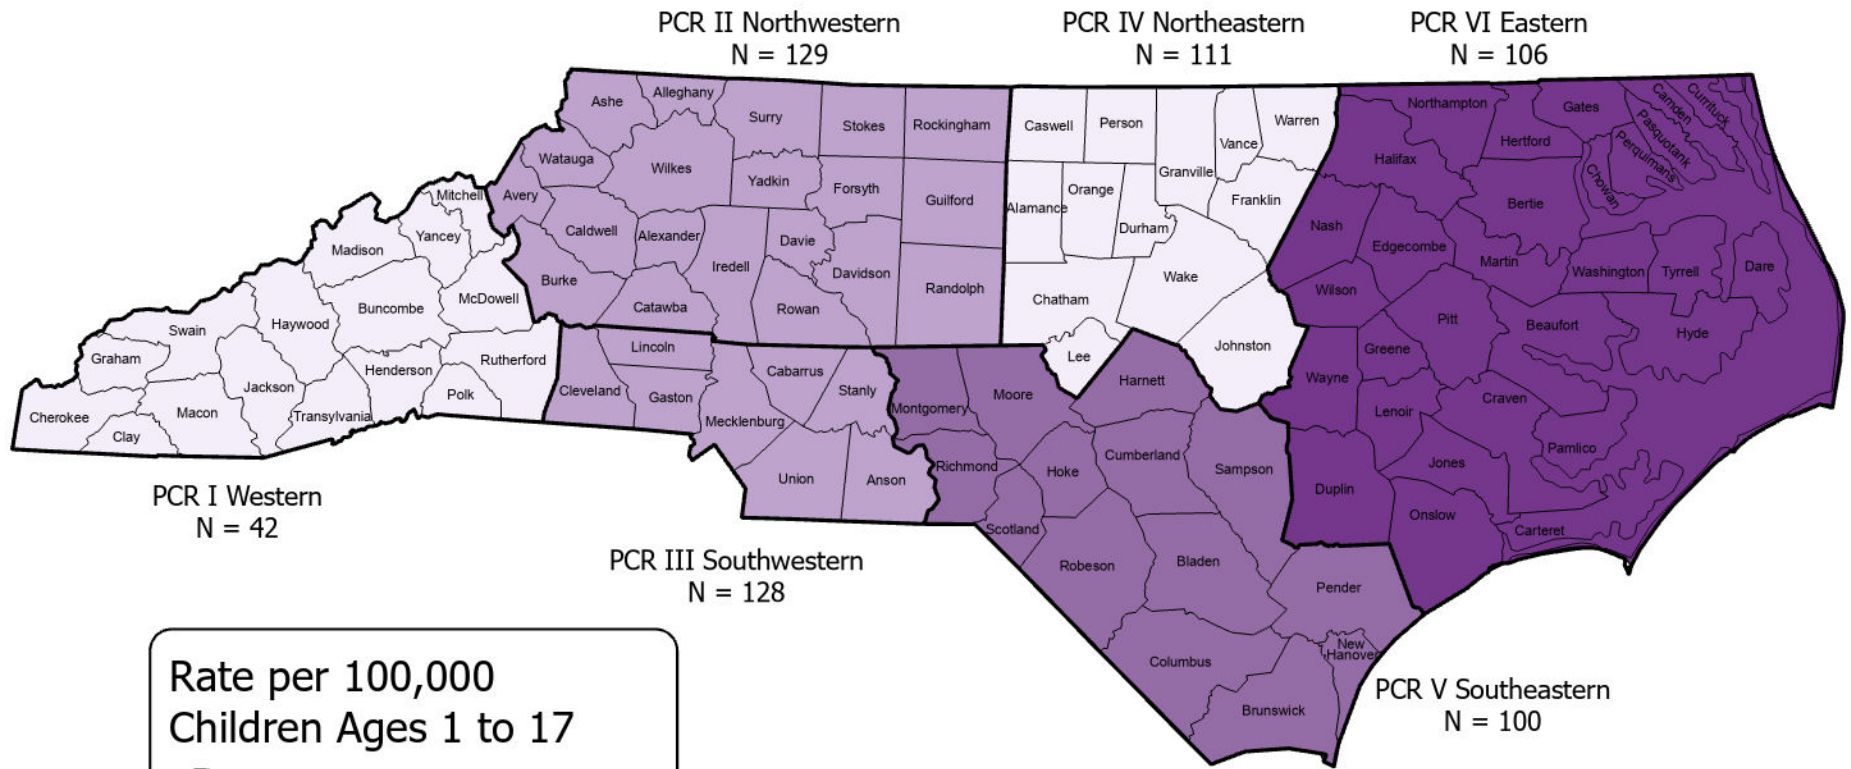 PCR II Northwestern
N = 129
PCR IV Northeastern
N = 111
PCR VI Eastern
N = 106
Ashe
Alleghany
Surry
Stokes
Rockingham
Watauga
Wilkes
Yadkin
Forsyth
Guilford
Avery
Caldwell
Alexander
Davie
Iredell
Davidson
Burke
Catawba
Rowan
Randolph
Caswell
Person
Granville
Vance
Warren
Alamance
Orange
Durham
Franklin
Chatham
Wake
Lee
Johnston
Northampton
Gates
Camden
Currituck
Pasquotank
Perquimans
Hertford
Halifax
Chowan
Bertie
Nash
Edgecombe
Martin
Washington
Tyrrell
Dare
Wilson
Pitt
Beaufort
Hyde
Greene
Wayne
Lenoir
Craven
Pamlico
Jones
Duplin
Onslow
Carteret
Mitchell
Yancey
Madison
McDowell
Buncombe
Haywood
Swain
Graham
Rutherford
Henderson
Polk
Jackson
Transylvania
Macon
Cherokee
Clay
Lincoln
Cleveland
Gaston
Cabarrus
Stanly
Mecklenburg
Union
Anson
Montgomery
Moore
Harnett
Richmond
Hoke
Cumberland
Sampson
Scotland
Robeson
Bladen
Pender
Columbus
New
Hanover
Brunswick
PCR I Western
N = 42
PCR III Southwestern
N = 128
PCR V Southeastern
N = 100
Rate per 100,000
Children Ages 1 to 17